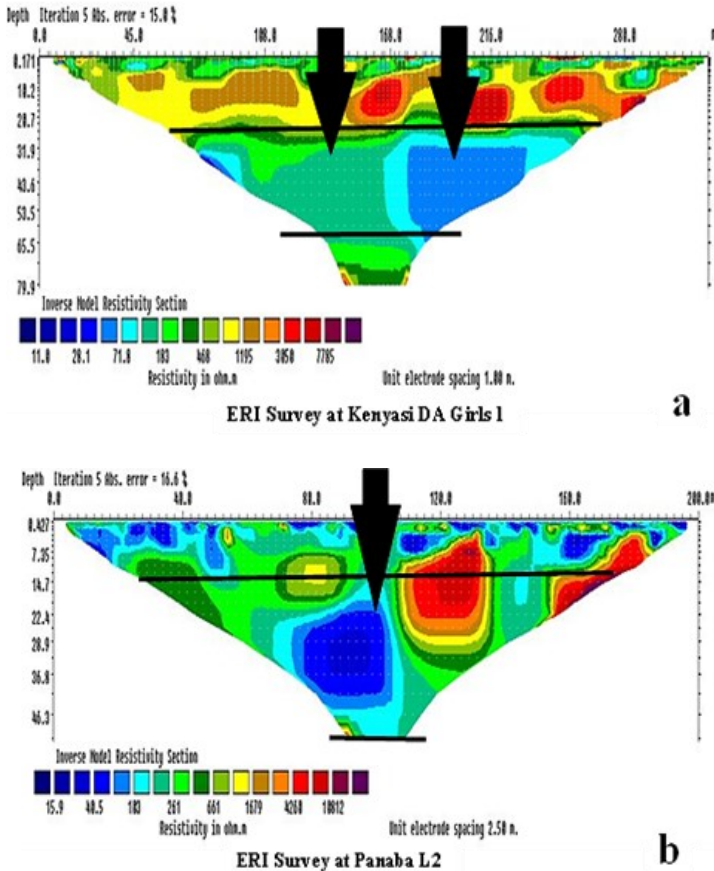 Depth Iteration 5 Abs. error = 15.0 %
0.0 45.0 108.0 160.0 216.0 280.0 m.
0.171
18.2
20.7
31.9
40.6
53.5
65.5
79.9
Inverse Model Resistivity Section
11.0 28.1 71.8 183 468 1195 3050 7785
Resistivity in ohm.m Unit electrode spacing 1.00 m.
ERI Survey at Kenyasi DA Girls 1
a
Depth Iteration 5 Abs. error = 16.6 %
0.0 40.0 80.0 120.0 160.0 200.0
0.427
7.35
14.7
22.4
28.9
36.8
46.3
Inverse Model Resistivity Section
15.9 40.5 103 261 661 1679 4260 10812
Resistivity in ohm.m Unit electrode spacing 2.50 m.
ERI Survey at Panaba L2
b